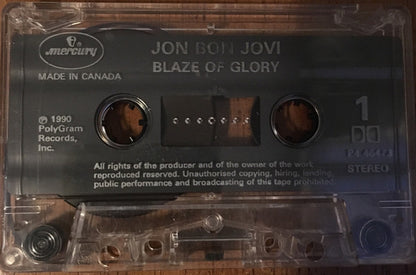 mercury
JON BON JOVI
BLAZE OF GLORY
MADE IN CANADA
℗ 1990
PolyGram
Records,
Inc.
1
STEREO
All rights of the producer and of the owner of the work
reproduced reserved. Unauthorised copying, hiring, lending,
public performance and broadcasting of this tape prohibited.